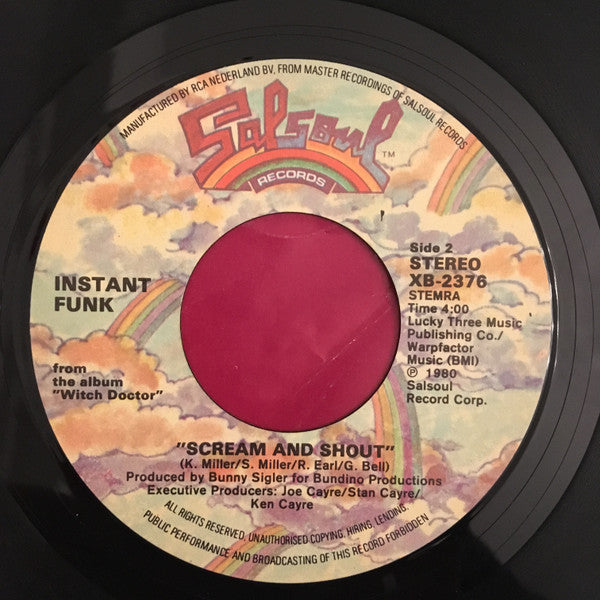 MANUFACTURED BY RCA NEDERLAND BV, FROM MASTER RECORDINGS OF SALSOUL RECORDS
Salsoul TM
RECORDS
INSTANT
FUNK
from
the album
"Witch Doctor"
Side 2
STEREO
XB-2376
STEMRA
Time 4:00
Lucky Three Music
Publishing Co./
Warpfactor
Music (BMI)
℗ 1980
Salsoul
Record Corp.
"SCREAM AND SHOUT"
(K. Miller/S. Miller/R. Earl/G. Bell)
Produced by Bunny Sigler for Bundino Productions
Executive Producers: Joe Cayre/Stan Cayre/
Ken Cayre
ALL RIGHTS RESERVED, UNAUTHORISED COPYING, HIRING, LENDING,
PUBLIC PERFORMANCE AND BROADCASTING OF THIS RECORD FORBIDDEN